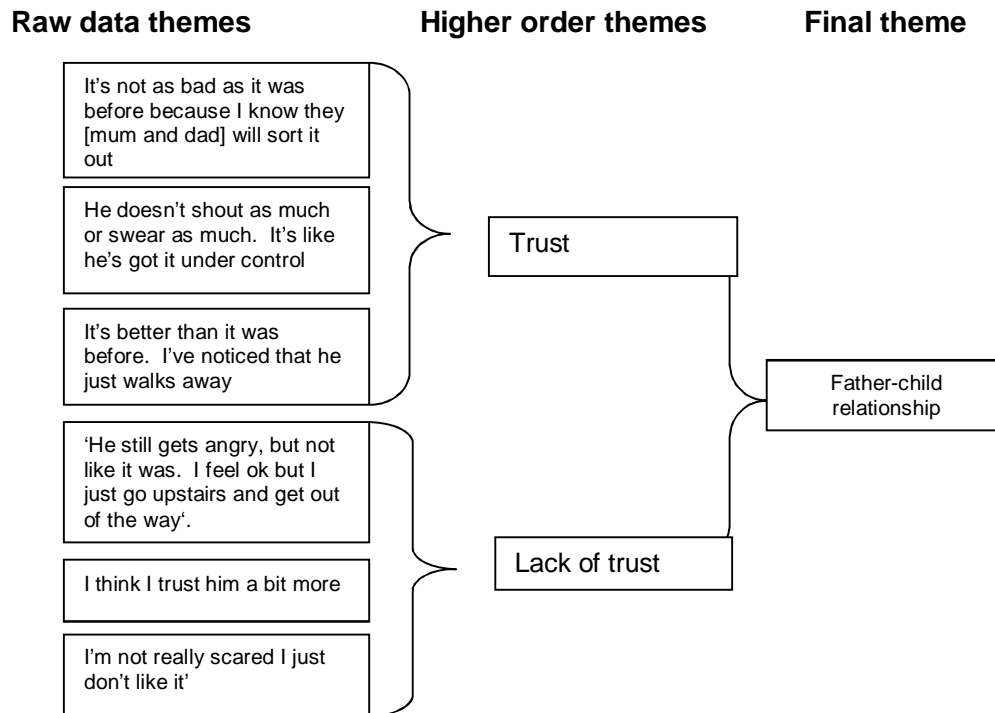 Raw data themes
Higher order themes
Final theme
It's not as bad as it was
before because I know they
[mum and dad] will sort it
out
He doesn't shout as much
or swear as much.  It's like
he's got it under control
It's better than it was
before.  I've noticed that he
just walks away
‘He still gets angry, but not
like it was.  I feel ok but I
just go upstairs and get out
of the way‘.
I think I trust him a bit more
I'm not really scared I just
don't like it’
Trust
Lack of trust
Father-child
relationship